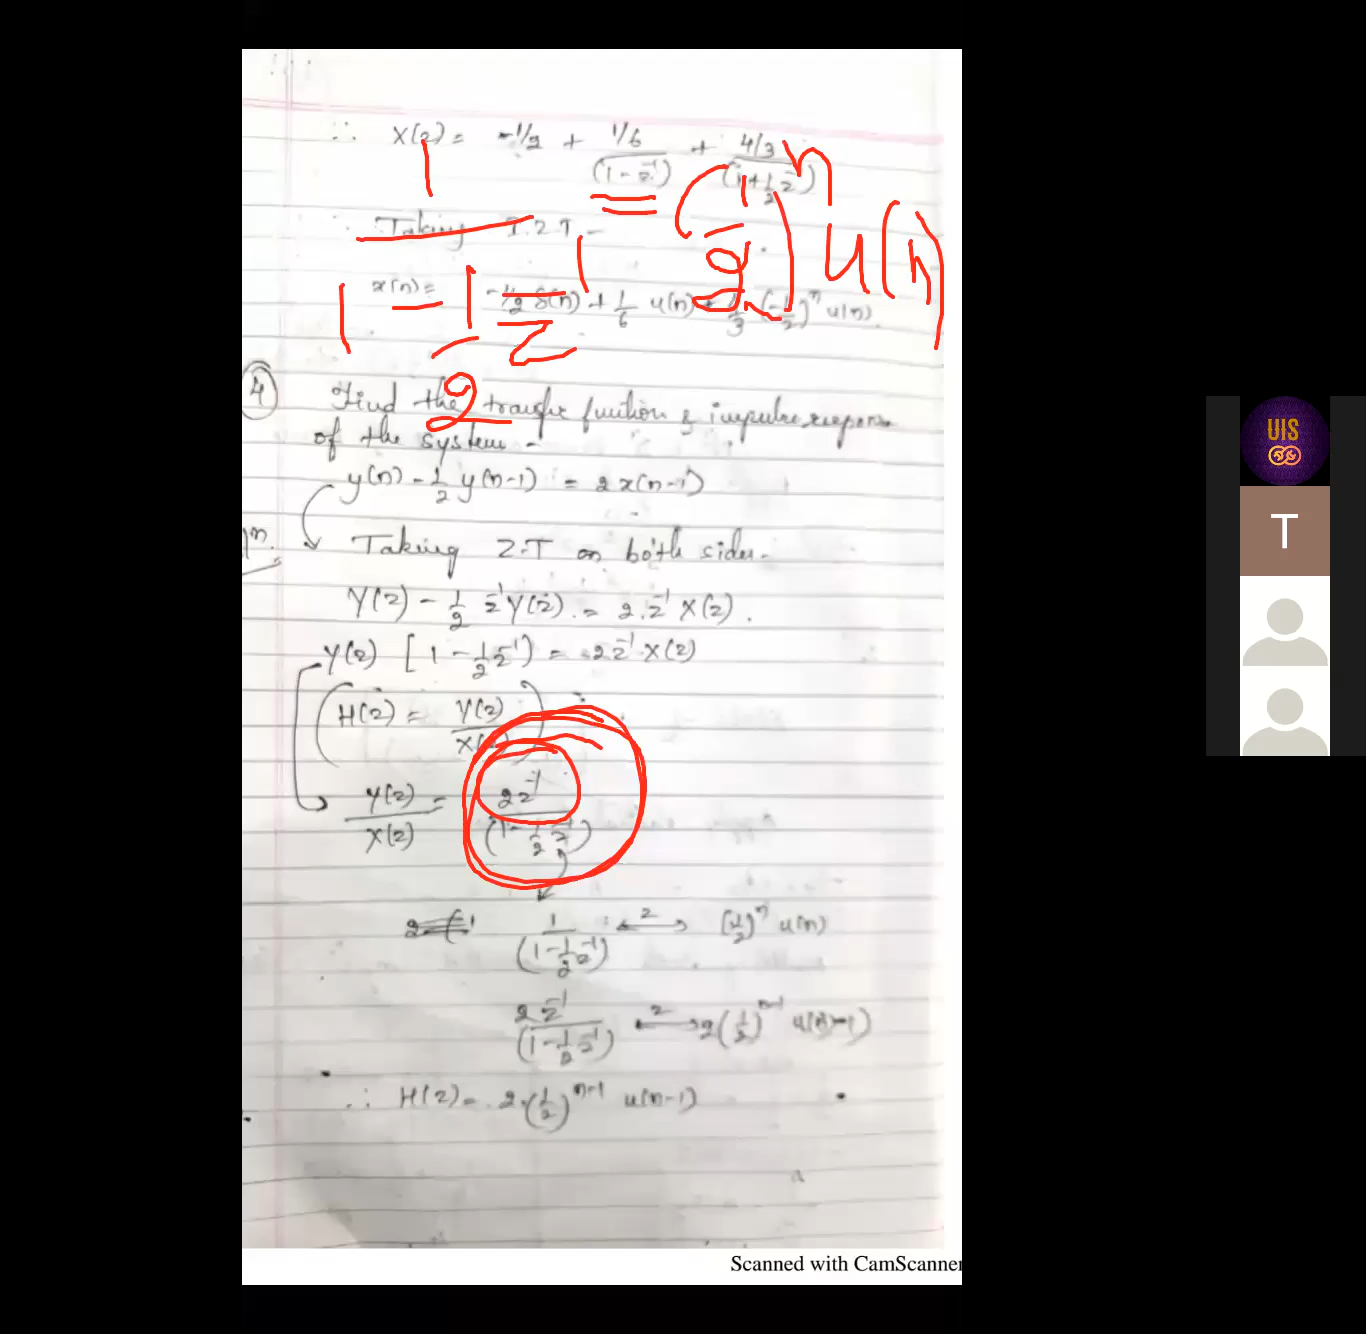 ∴ X(z) = -1/2 + 1/6 / (1 - z⁻¹) + 4/3 / (1 + 1/2 z⁻¹)
1 / (1 - 1/2 z⁻¹) (1/2)ⁿ u(n)
Taking I.Z.T -
x(n) = -1/2 δ(n) + 1/6 u(n) + 4/3 (-1/2)ⁿ u(n)
4 Find the transfer function & impulse response
of the system -
y(n) - 1/2 y(n-1) = 2x(n-1)
Taking Z-T on both sides.
Y(z) - 1/2 z⁻¹ Y(z) = 2.z⁻¹ X(z).
Y(z) [1 - 1/2 z⁻¹) = 2z⁻¹ X(z)
(H(z) = Y(z) / X(z))
Y(z) / X(z) = 2z⁻¹ / (1 - 1/2 z⁻¹)
1 / (1 - 1/2 z⁻¹) ⟷ᶻ (1/2)ⁿ u(n)
2z⁻¹ / (1 - 1/2 z⁻¹) ⟷ᶻ 2(1/2)ⁿ⁻¹ u(n-1)
∴ H(z) = 2.(1/2)ⁿ⁻¹ u(n-1)
Scanned with CamScanner
UIS
T